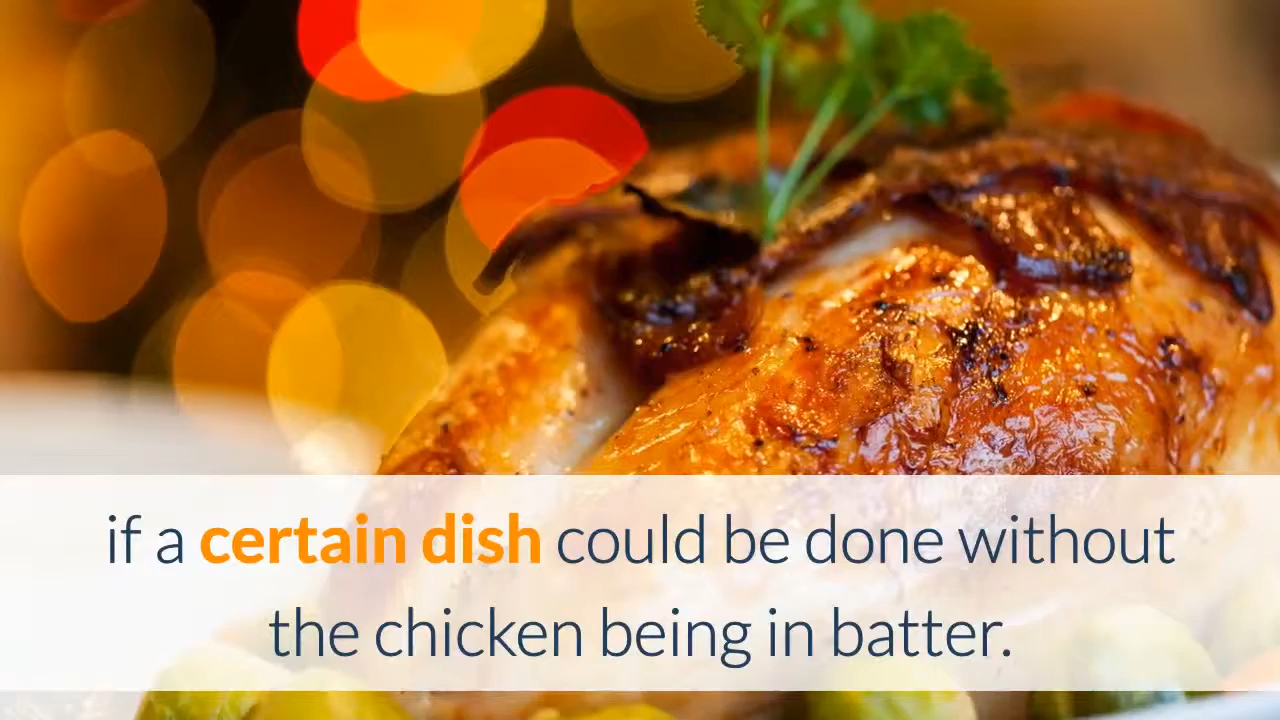 if a certain dish could be done without
the chicken being in batter.